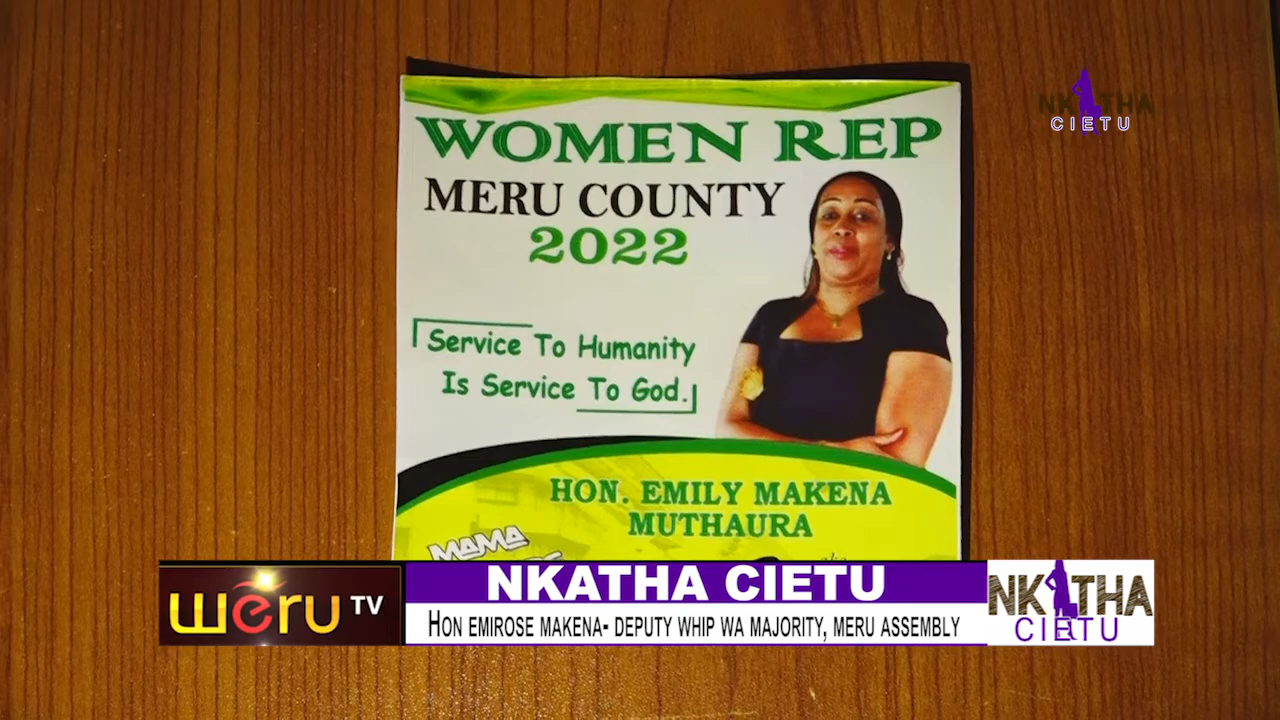 WOMEN REP
MERU COUNTY
2022
Service To Humanity
Is Service To God.
HON. EMILY MAKENA
MUTHAURA
MAMA
aka
NKATHA
CIETU
weru TV
NKATHA CIETU
HON EMIROSE MAKENA- DEPUTY WHIP WA MAJORITY, MERU ASSEMBLY
NKATHA
CIETU